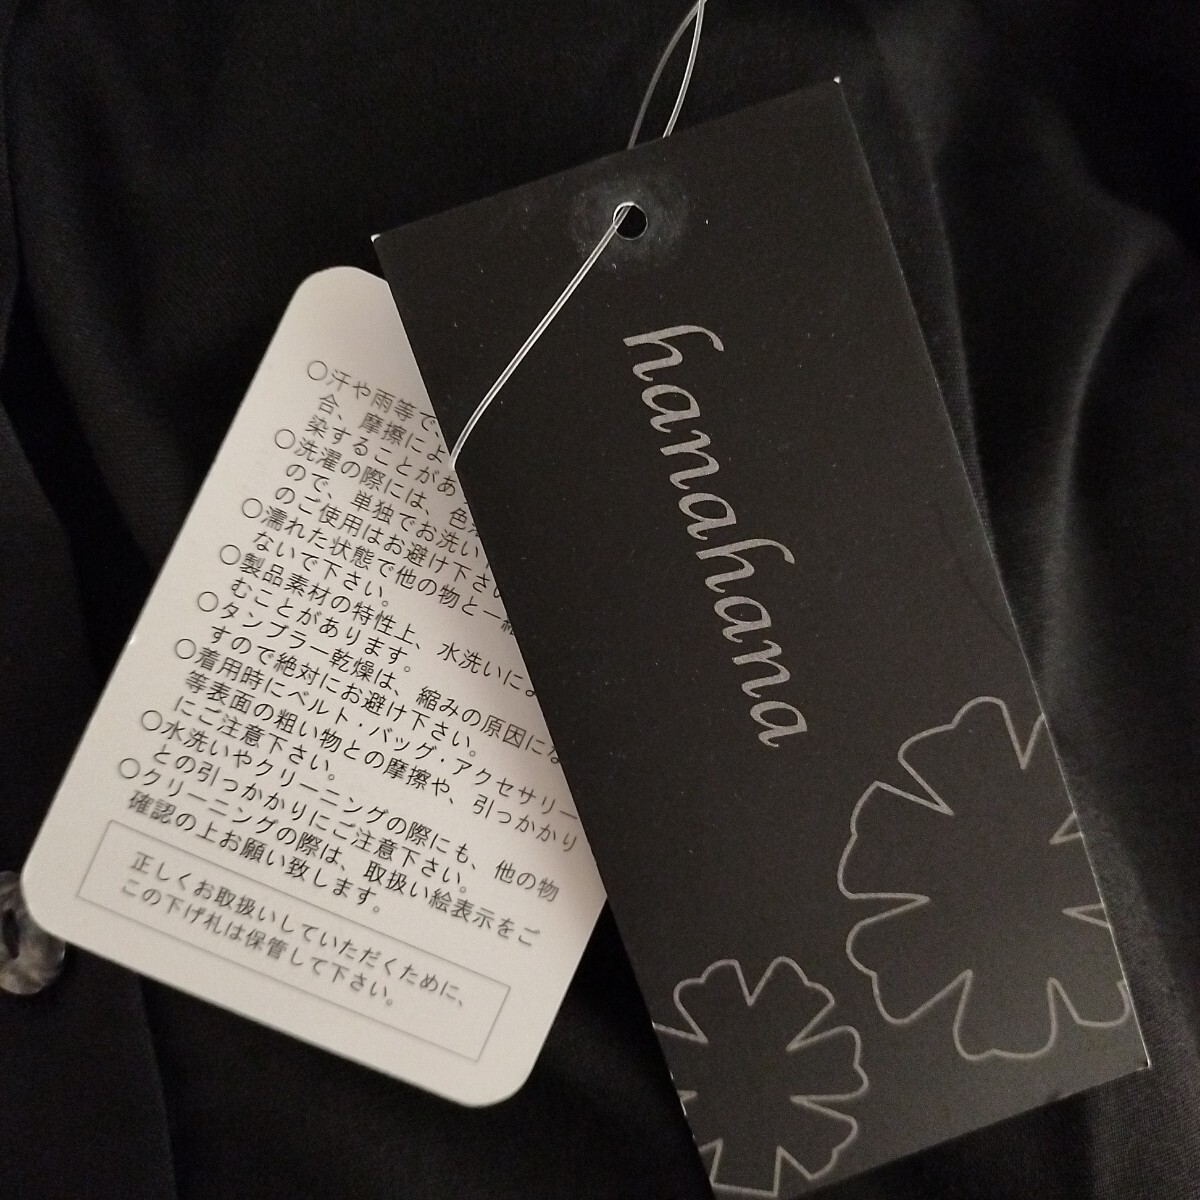 hanahana
○汗や雨等で、
合、摩擦によ
染することがあ
○洗濯の際には、色
ので、単独でお洗い
のご使用はお避け下さ
○濡れた状態で他の物と一緒
ないで下さい。
○製品素材の特性上、水洗いによ
むことがあります。
○タンブラー乾燥は、縮みの原因にな
すので絶対にお避け下さい。
○着用時にベルト・バッグ・アクセサリー
等表面の粗い物との摩擦や、引っかかり
にご注意下さい。
○水洗いやクリーニングの際にも、他の物
との引っかかりにご注意下さい。
○クリーニングの際は、取扱い絵表示をご
確認の上お願い致します。
正しくお取扱いしていただくために、
この下げ札は保管して下さい。